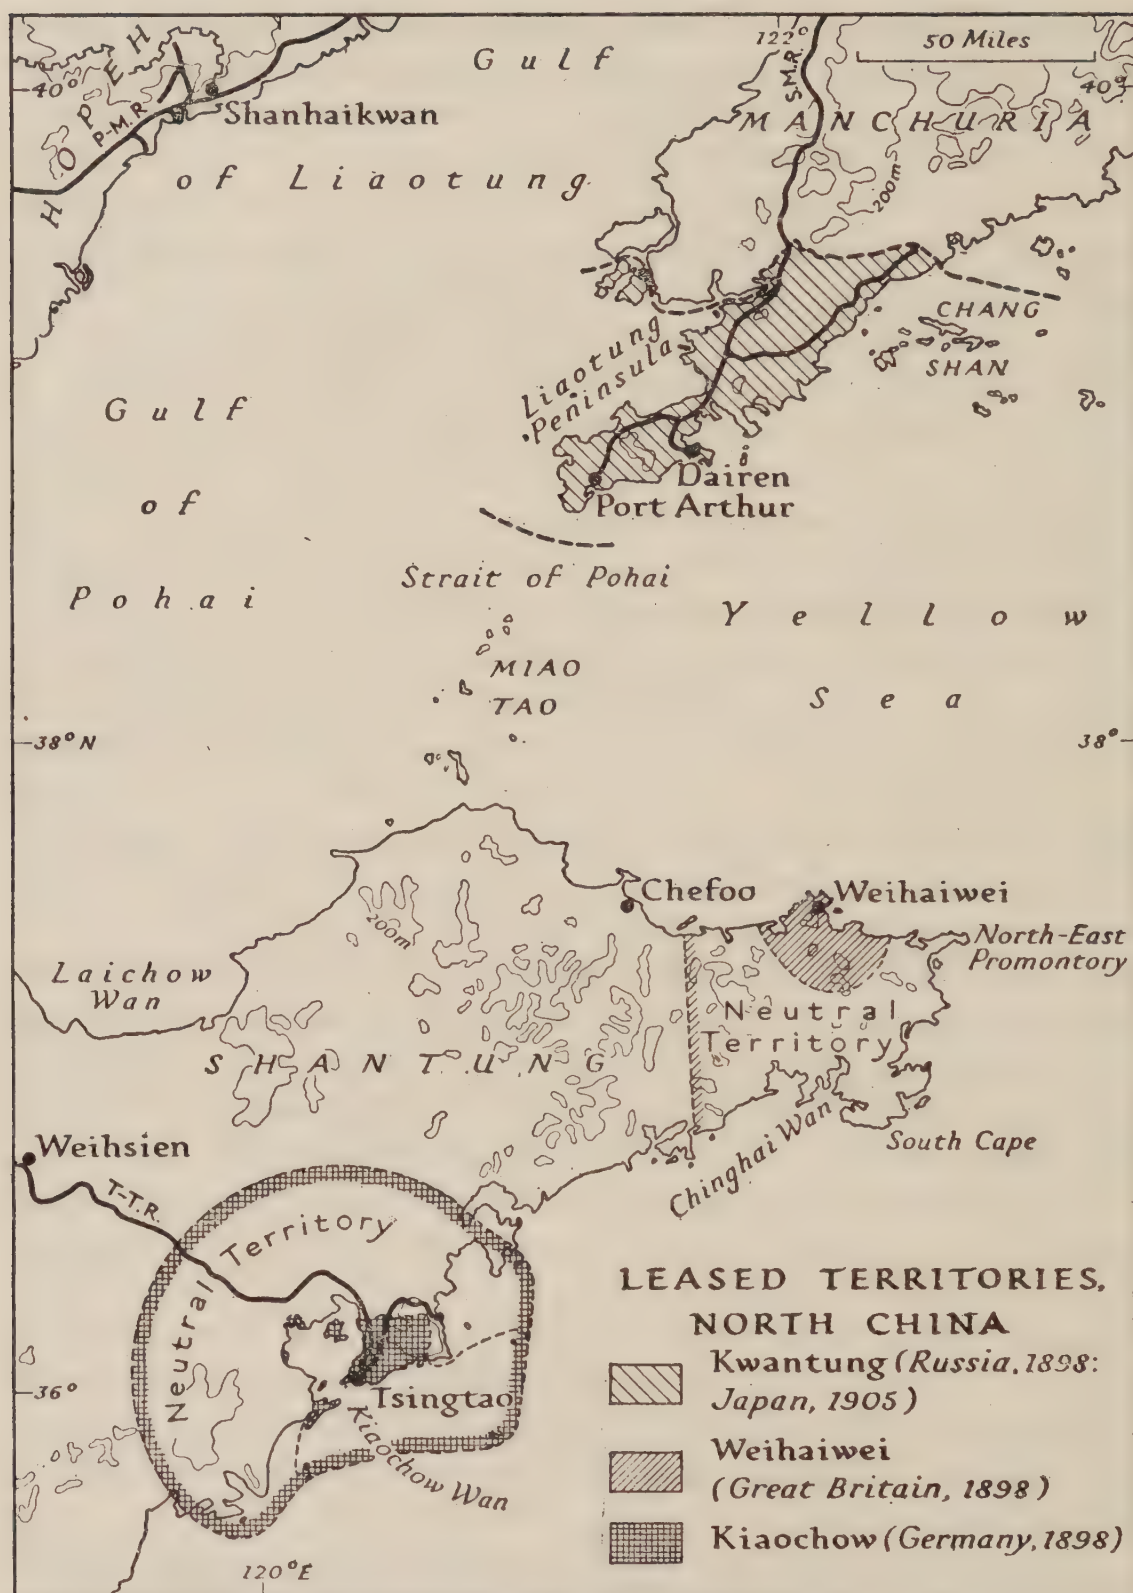 Gulf
122°
50 Miles
40°
S.M.R.
40°
HOPEH
P-M.R
Shanhaikwan
MANCHURIA
of Liaotung
200m
CHANG
SHAN
Liaotung
Peninsula
Gulf
of
Pohai
Dairen
Port Arthur
Strait of Pohai
Yellow
Sea
MIAO
TAO
38°N
38°
Chefoo
Weihaiwei
200m
North-East
Promontory
Laichow
Wan
Neutral
Territory
SHANTUNG
Chinghai Wan
South Cape
Weihsien
T-T.R.
Neutral Territory
Tsingtao
Kiaochow Wan
36°
120°E
LEASED TERRITORIES,
NORTH CHINA
Kwantung (Russia, 1898:
Japan, 1905)
Weihaiwei
(Great Britain, 1898)
Kiaochow (Germany, 1898)